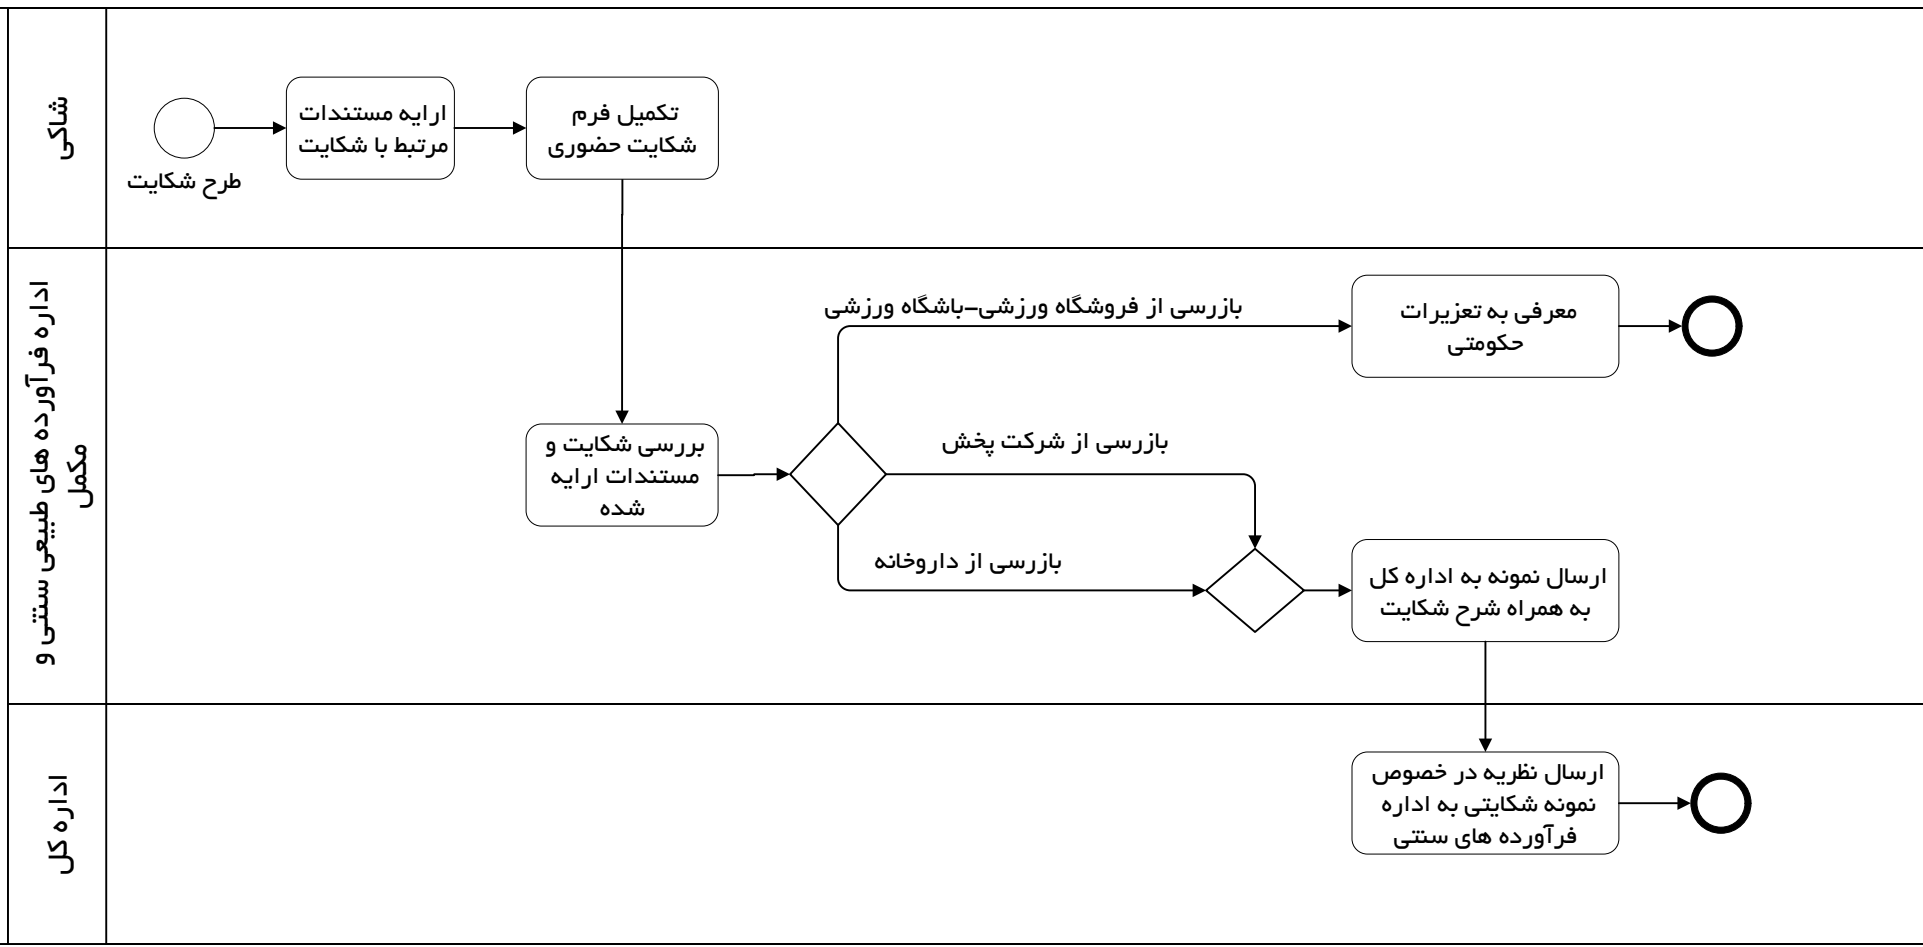 شاکی
طرح شکایت
ارایه مستندات
مرتبط با شکایت
تکمیل فرم
شکایت حضوری
اداره فرآورده های طبیعی سنتی و
مکمل
بررسی شکایت و
مستندات ارایه
شده
بازرسی از فروشگاه ورزشی-باشگاه ورزشی
معرفی به تعزیرات
حکومتی
بازرسی از شرکت پخش
بازرسی از داروخانه
ارسال نمونه به اداره کل
به همراه شرح شکایت
اداره کل
ارسال نظریه در خصوص
نمونه شکایتی به اداره
فرآورده های سنتی